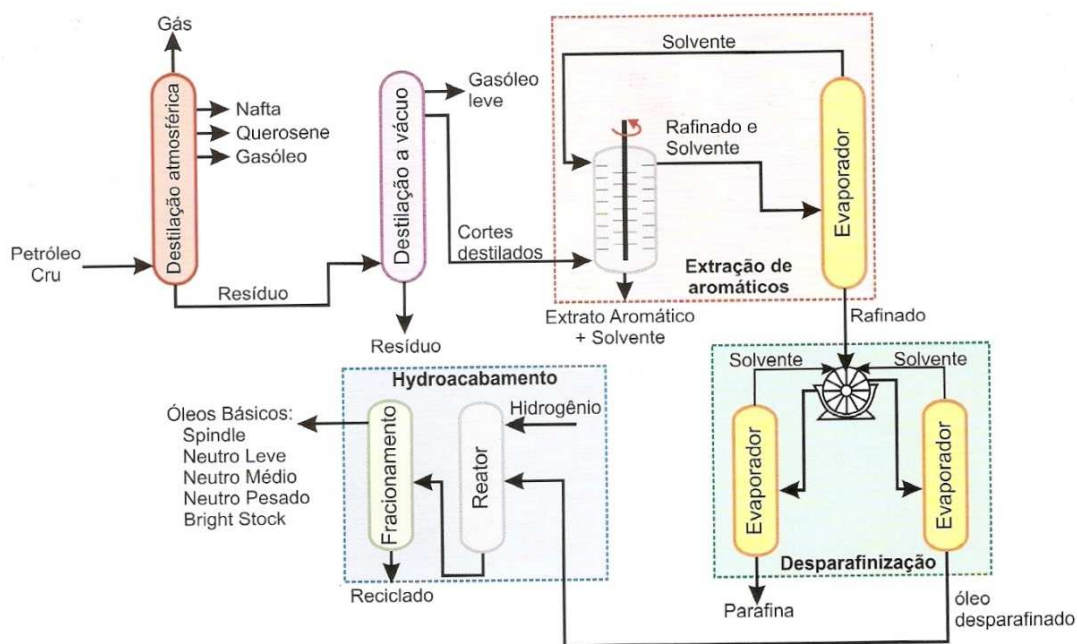 Gás
Destilação atmosférica
Nafta
Querosene
Gasóleo
Petróleo
Cru
Resíduo
Destilação a vácuo
Gasóleo
leve
Cortes
destilados
Resíduo
Solvente
Rafinado e
Solvente
Evaporador
Extração de
aromáticos
Extrato Aromático
+ Solvente
Rafinado
Solvente
Solvente
Evaporador
Evaporador
Desparafinização
Parafina
óleo
desparafinado
Hydroacabamento
Hidrogênio
Reator
Fracionamento
Óleos Básicos:
Spindle
Neutro Leve
Neutro Médio
Neutro Pesado
Bright Stock
Reciclado